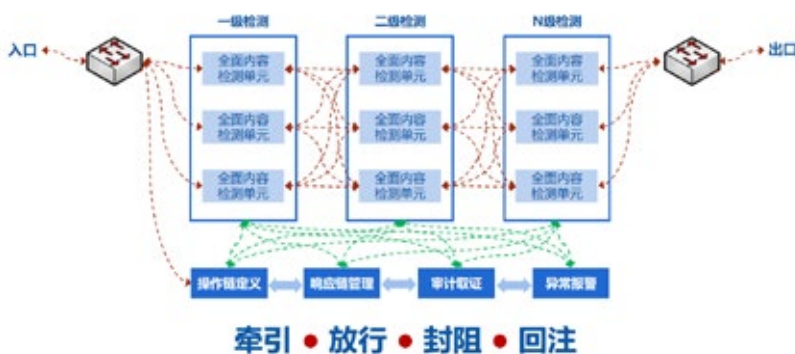 一级检测 二级检测 N级检测
入口 出口
全面内容 全面内容 全面内容
检测单元 检测单元 检测单元
全面内容 全面内容 全面内容
检测单元 检测单元 检测单元
全面内容 全面内容 全面内容
检测单元 检测单元 检测单元
操作链定义 响应链管理 审计取证 异常报警
牵引 • 放行 • 封阻 • 回注